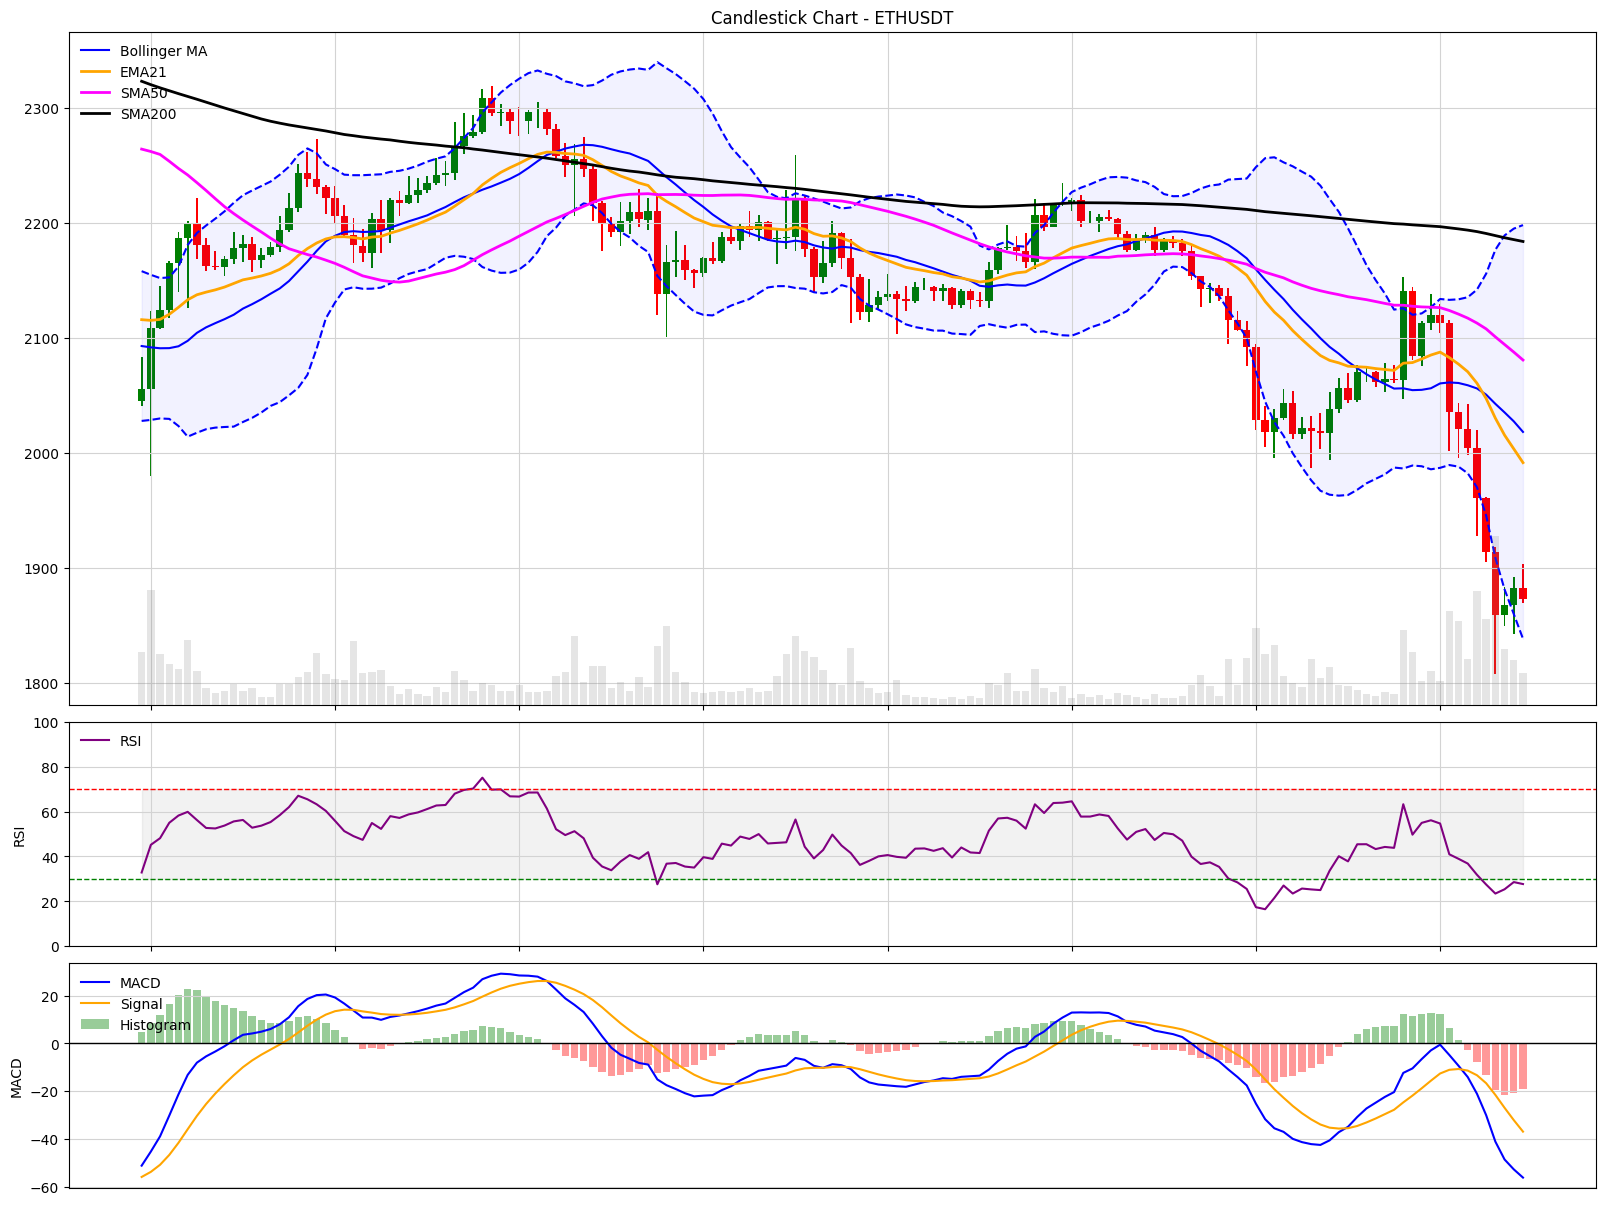 Candlestick Chart - ETHUSDT
Bollinger MA
EMA21
SMA50
SMA200
2300
2200
2100
2000
1900
1800
RSI
100
80
60
40
20
0
RSI
MACD
Signal
Histogram
20
0
−20
−40
−60
MACD